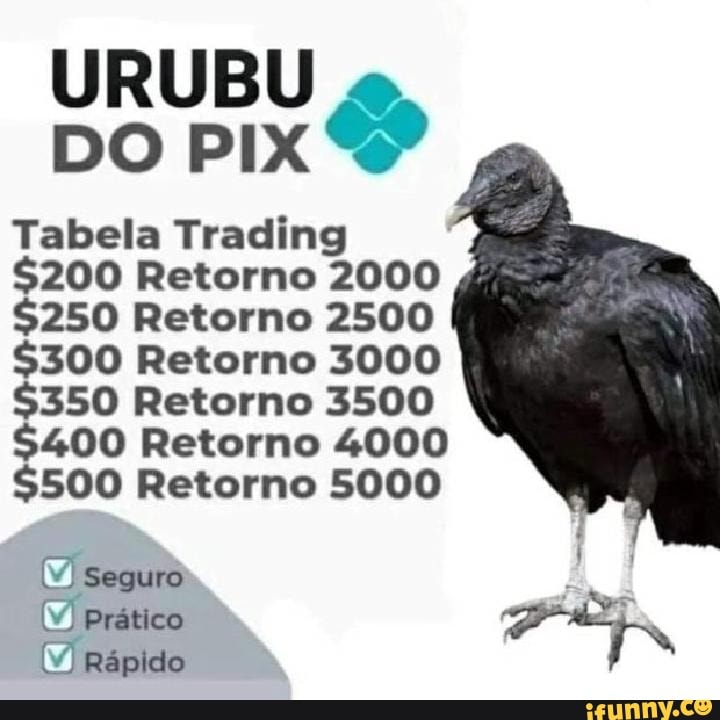 URUBU
DO PIX
Tabela Trading
$200 Retorno 2000
$250 Retorno 2500
$300 Retorno 3000
$350 Retorno 3500
$400 Retorno 4000
$500 Retorno 5000
Seguro
Prático
Rápido
ifunny.co